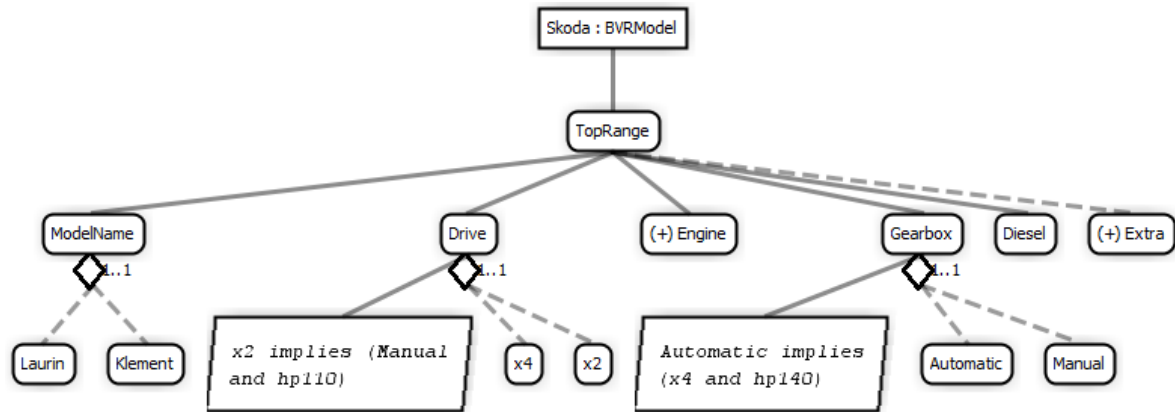 Skoda : BVRModel
TopRange
ModelName
Drive
(+) Engine
Gearbox
Diesel
(+) Extra
1..1
1..1
1..1
Laurin
Klement
x2 implies (Manual
and hp110)
x4
x2
Automatic implies
(x4 and hp140)
Automatic
Manual